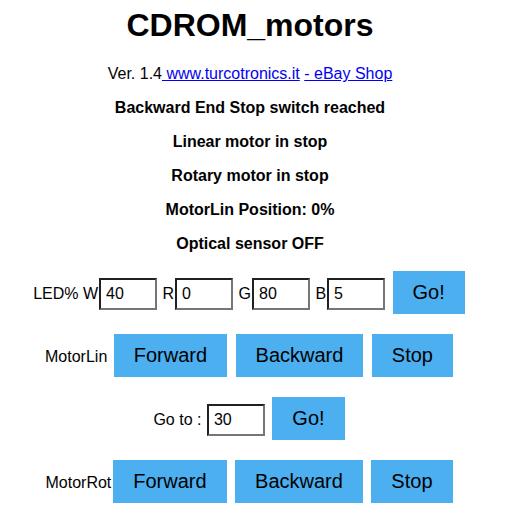 CDROM_motors
Ver. 1.4 www.turcotronics.it - eBay Shop
Backward End Stop switch reached
Linear motor in stop
Rotary motor in stop
MotorLin Position: 0%
Optical sensor OFF
LED% W 40 R 0 G 80 B 5 Go!
MotorLin Forward Backward Stop
Go to : 30 Go!
MotorRot Forward Backward Stop